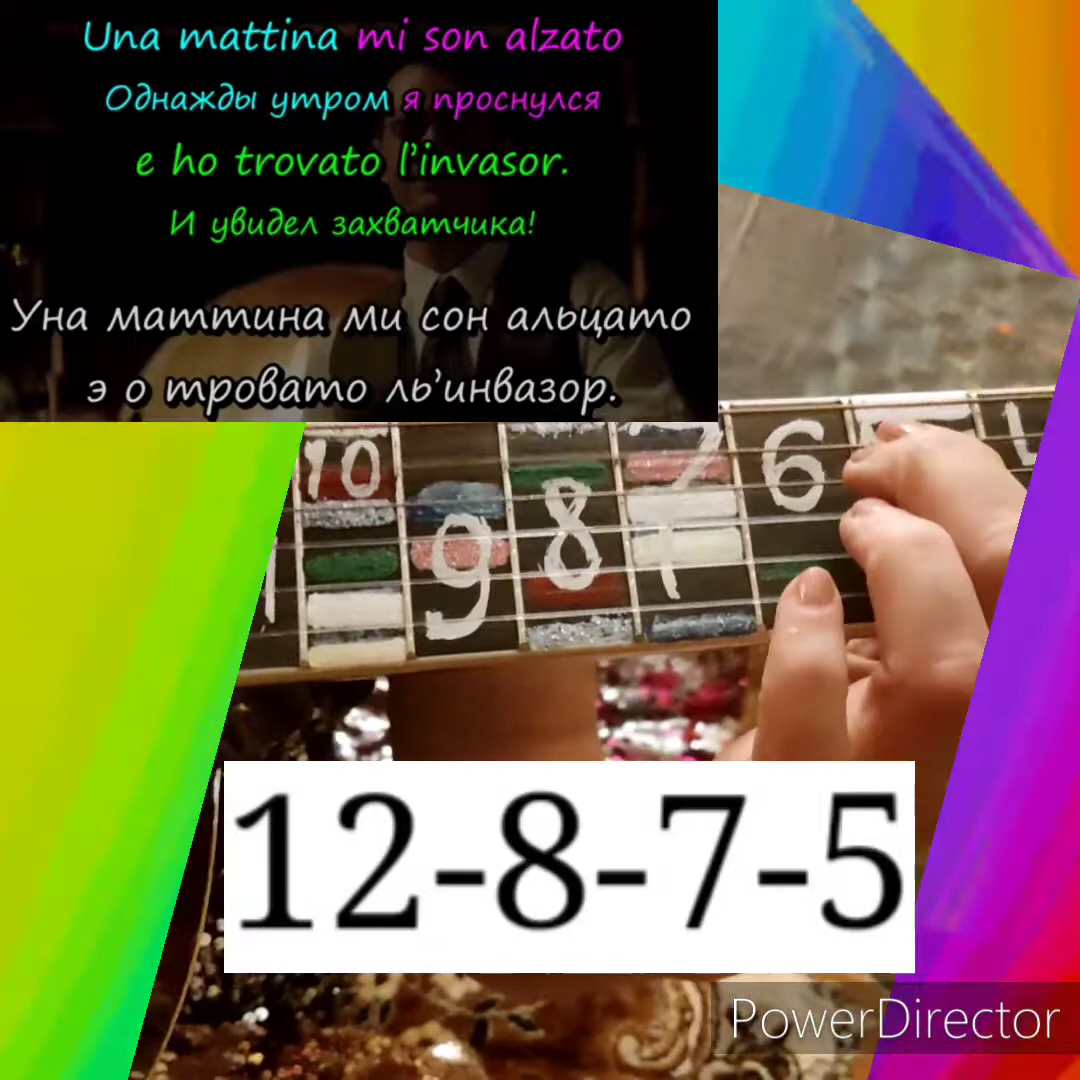 Una mattina mi son alzato
Однажды утром я проснулся
e ho trovato l'invasor.
И увидел захватчика!
Уна маттина ми сон альцато
э о тровато ль'инвазор.
10
9
8
7
6
12-8-7-5
PowerDirector